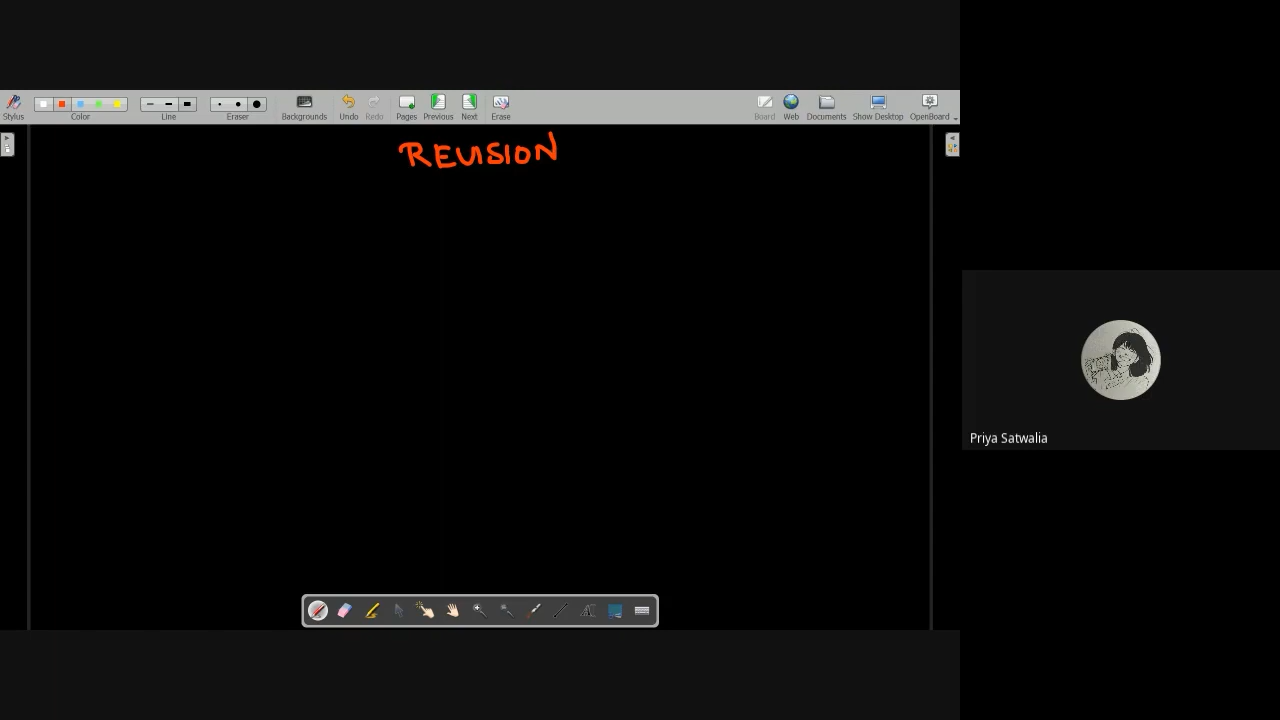 Stylus Color Line Eraser Backgrounds Undo Redo Pages Previous Next Erase Board Web Documents Show Desktop OpenBoard
REVISION
Priya Satwalia